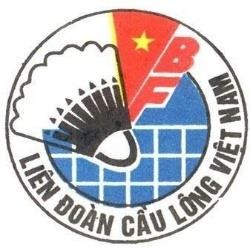 BF
LIÊN ĐOÀN CẦU LÔNG VIỆT NAM